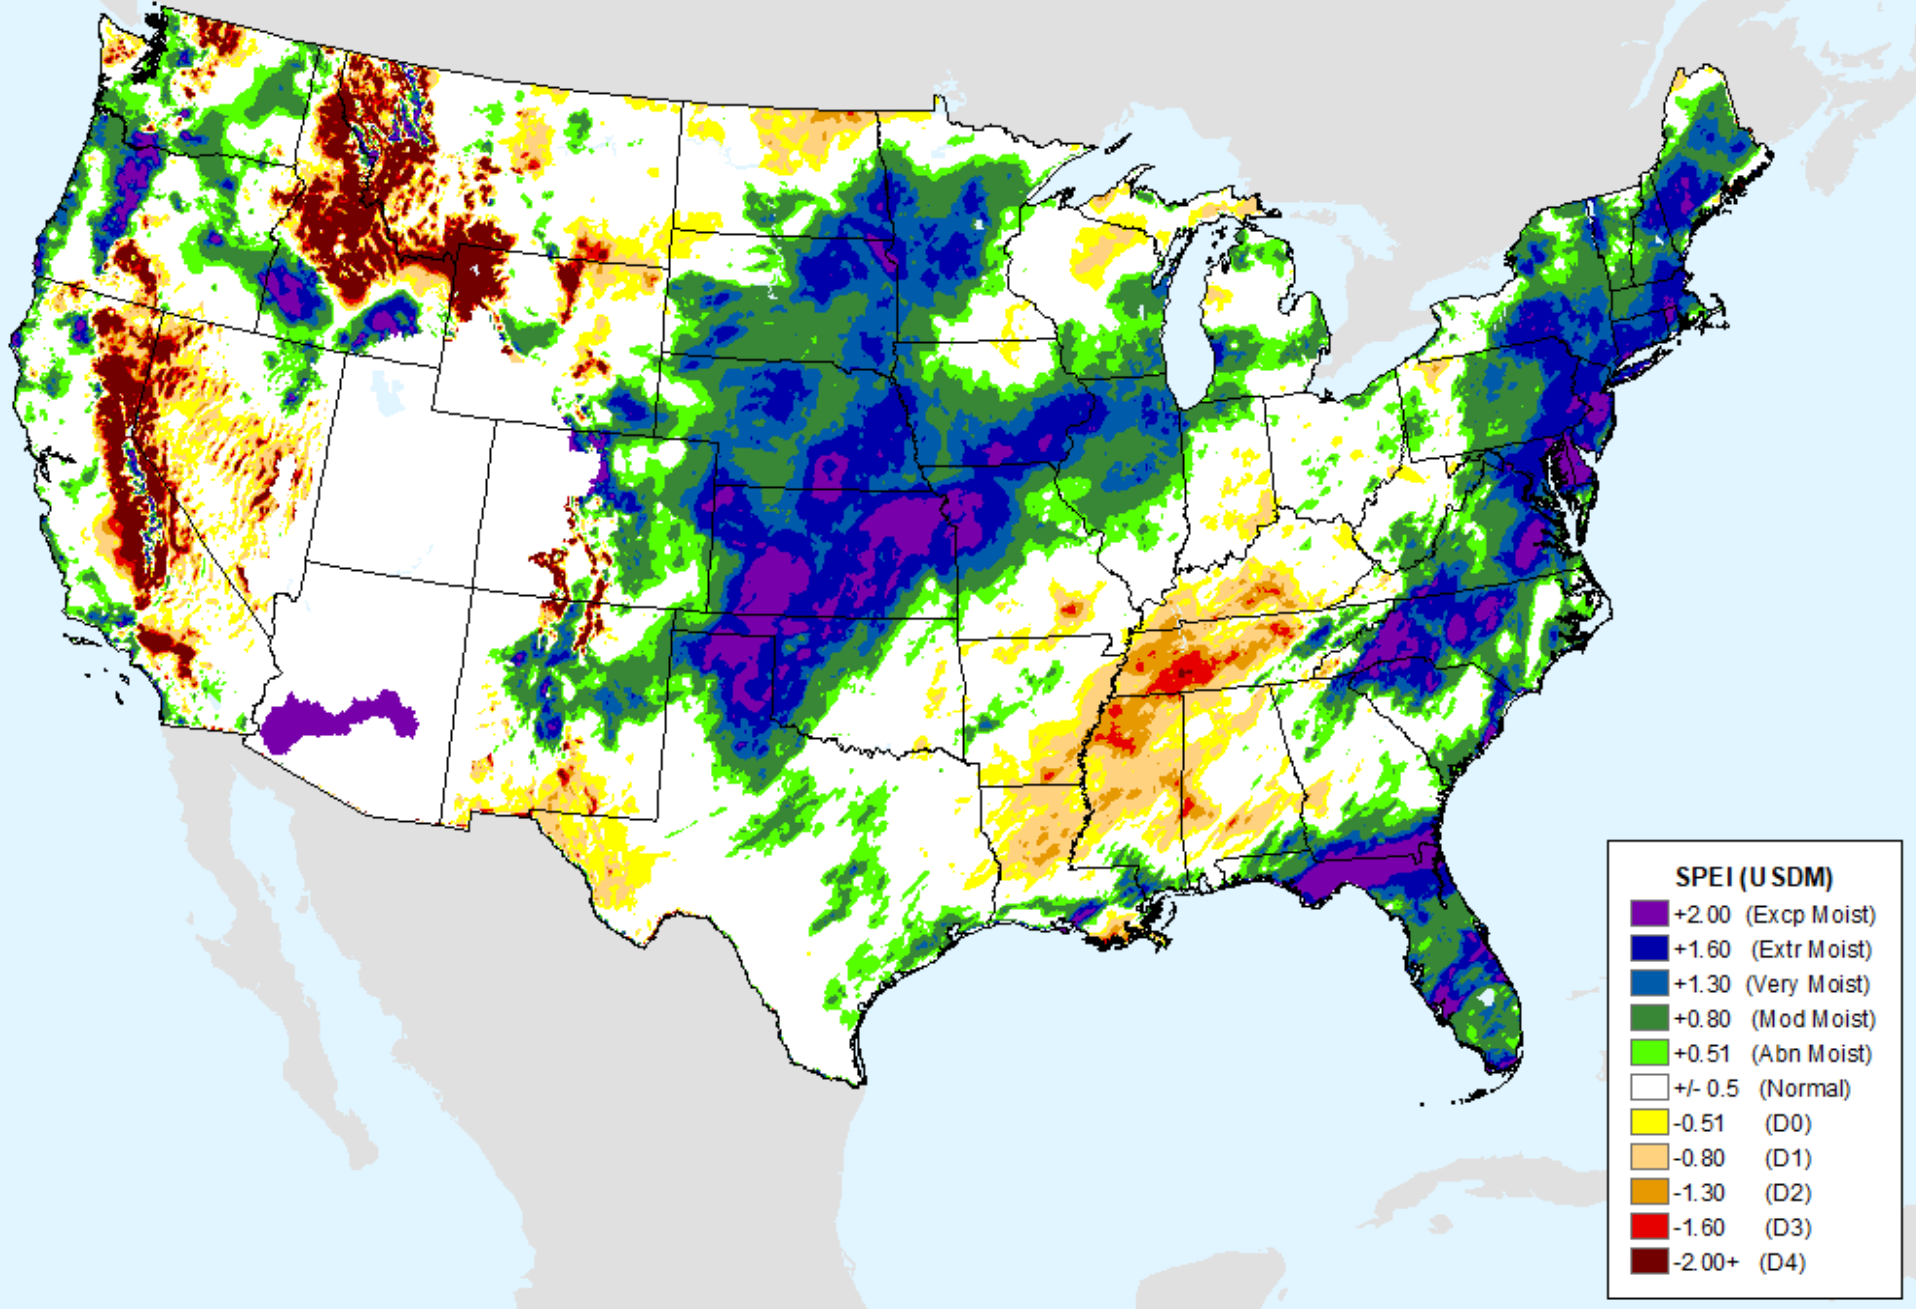 SPEI (USDM)
+2.00 (Excp Moist)
+1.60 (Extr Moist)
+1.30 (Very Moist)
+0.80 (Mod Moist)
+0.51 (Abn Moist)
+/- 0.5 (Normal)
-0.51 (D0)
-0.80 (D1)
-1.30 (D2)
-1.60 (D3)
-2.00+ (D4)